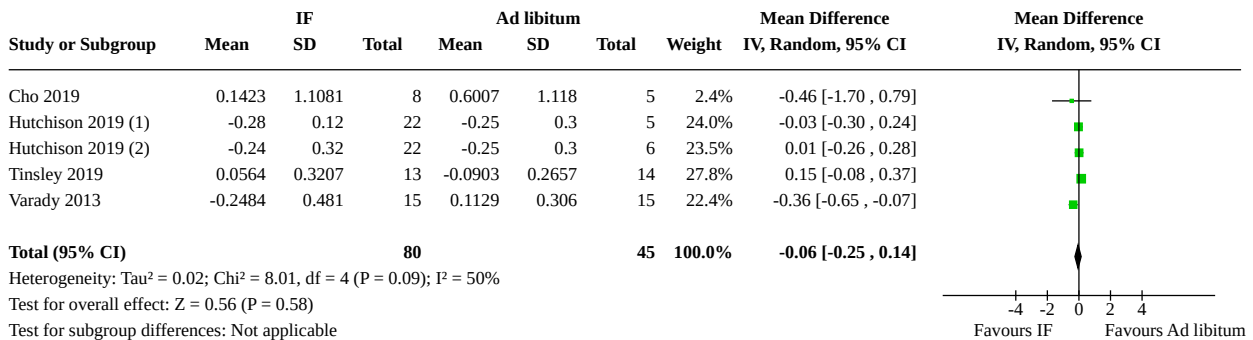 IF Ad libitum Mean Difference Mean Difference
Study or Subgroup Mean SD Total Mean SD Total Weight IV, Random, 95% CI IV, Random, 95% CI
Cho 2019 0.1423 1.1081 8 0.6007 1.118 5 2.4% -0.46 [-1.70 , 0.79]
Hutchison 2019 (1) -0.28 0.12 22 -0.25 0.3 5 24.0% -0.03 [-0.30 , 0.24]
Hutchison 2019 (2) -0.24 0.32 22 -0.25 0.3 6 23.5% 0.01 [-0.26 , 0.28]
Tinsley 2019 0.0564 0.3207 13 -0.0903 0.2657 14 27.8% 0.15 [-0.08 , 0.37]
Varady 2013 -0.2484 0.481 15 0.1129 0.306 15 22.4% -0.36 [-0.65 , -0.07]
Total (95% CI) 80 45 100.0% -0.06 [-0.25 , 0.14]
Heterogeneity: Tau² = 0.02; Chi² = 8.01, df = 4 (P = 0.09); I² = 50%
Test for overall effect: Z = 0.56 (P = 0.58)
-4 -2 0 2 4
Test for subgroup differences: Not applicable
Favours IF Favours Ad libitum